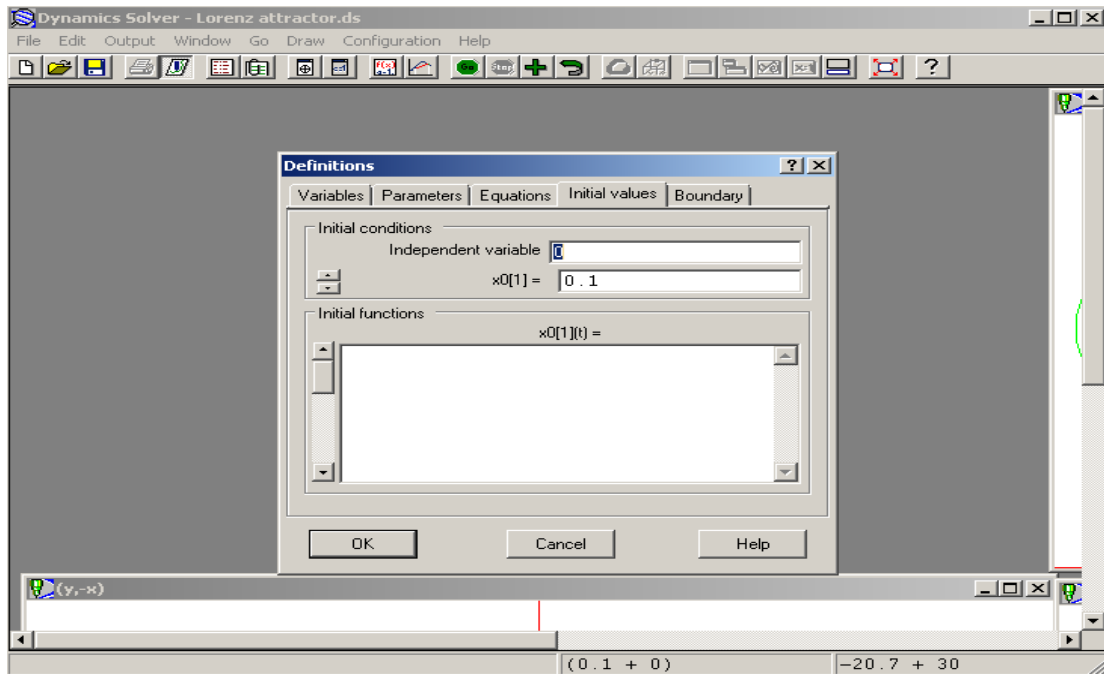 Dynamics Solver - Lorenz attractor.ds
File Edit Output Window Go Draw Configuration Help
f(x)
Go Stop ?
Definitions
Variables Parameters Equations Initial values Boundary
Initial conditions
Independent variable 0
x0[1] = 0.1
Initial functions
x0[1](t) =
OK Cancel Help
(y,-x)
(0.1 + 0) -20.7 + 30